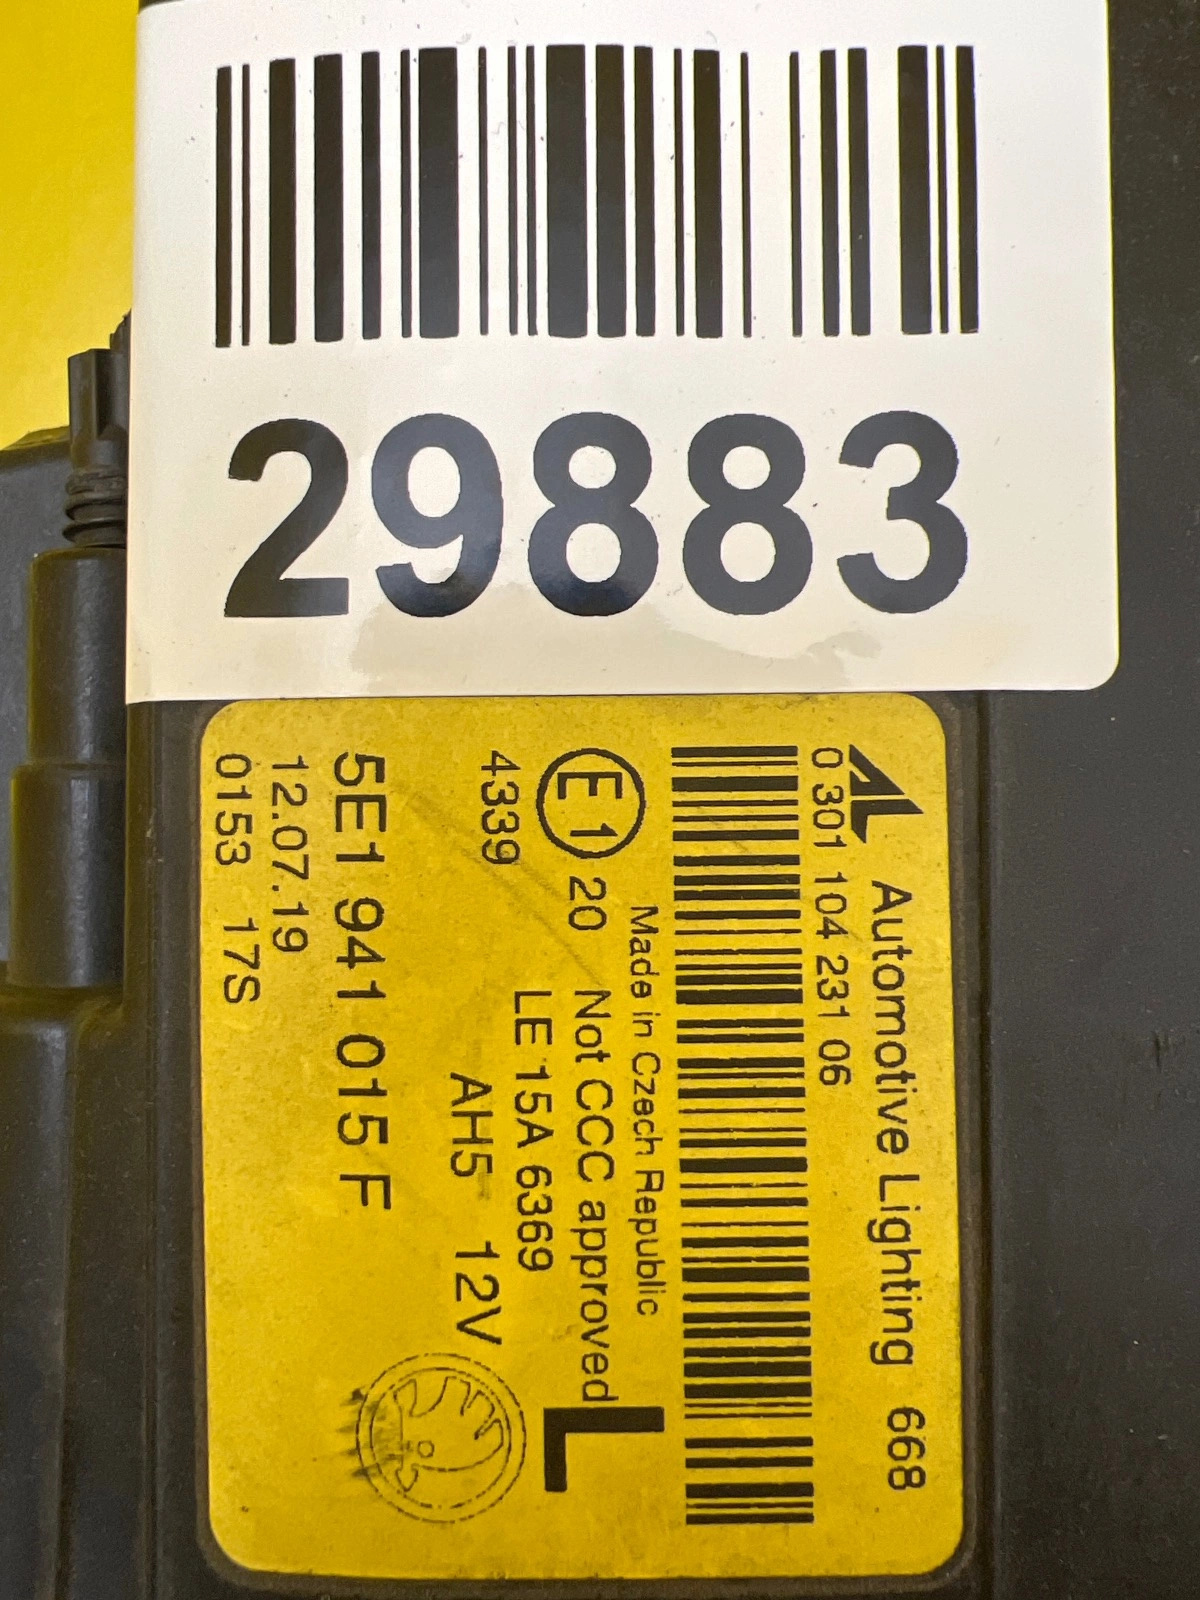 29883
AL Automotive Lighting 668
0 301 104 231 06
Made in Czech Republic
E1 20 Not CCC approved L
LE 15A 6369
4339 AH5 12V
5E1 941 015 F
12.07.19
0153 17S